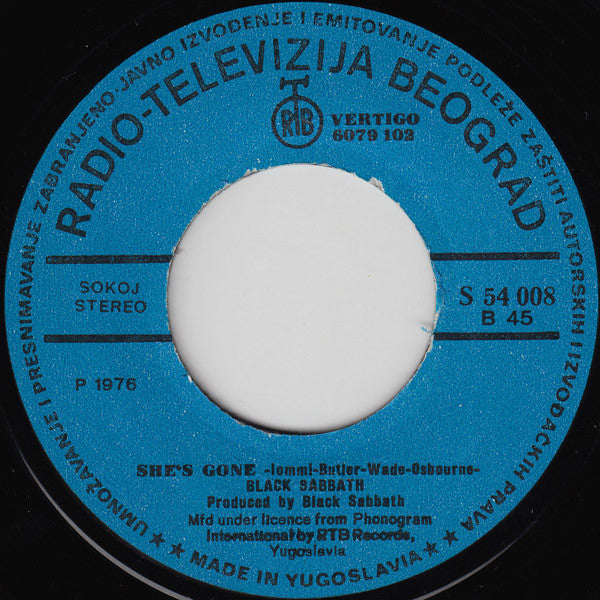 UMNOŽAVANJE I PRESNIMAVANJE ZABRANJENO-JAVNO IZVOĐENJE I EMITOVANJE PODLEŽE ZAŠTITI AUTORSKIH I IZVOĐAČKIH PRAVA
RADIO-TELEVIZIJA BEOGRAD
RTB
VERTIGO
6079 102
SOKOJ
STEREO
S 54 008
B 45
P 1976
SHE'S GONE -Iommi-Butler-Wade-Osbourne-
BLACK SABBATH
Produced by Black Sabbath
Mfd under licence from Phonogram
International by RTB Records,
Yugoslavia
★★★★ MADE IN YUGOSLAVIA ★★★★